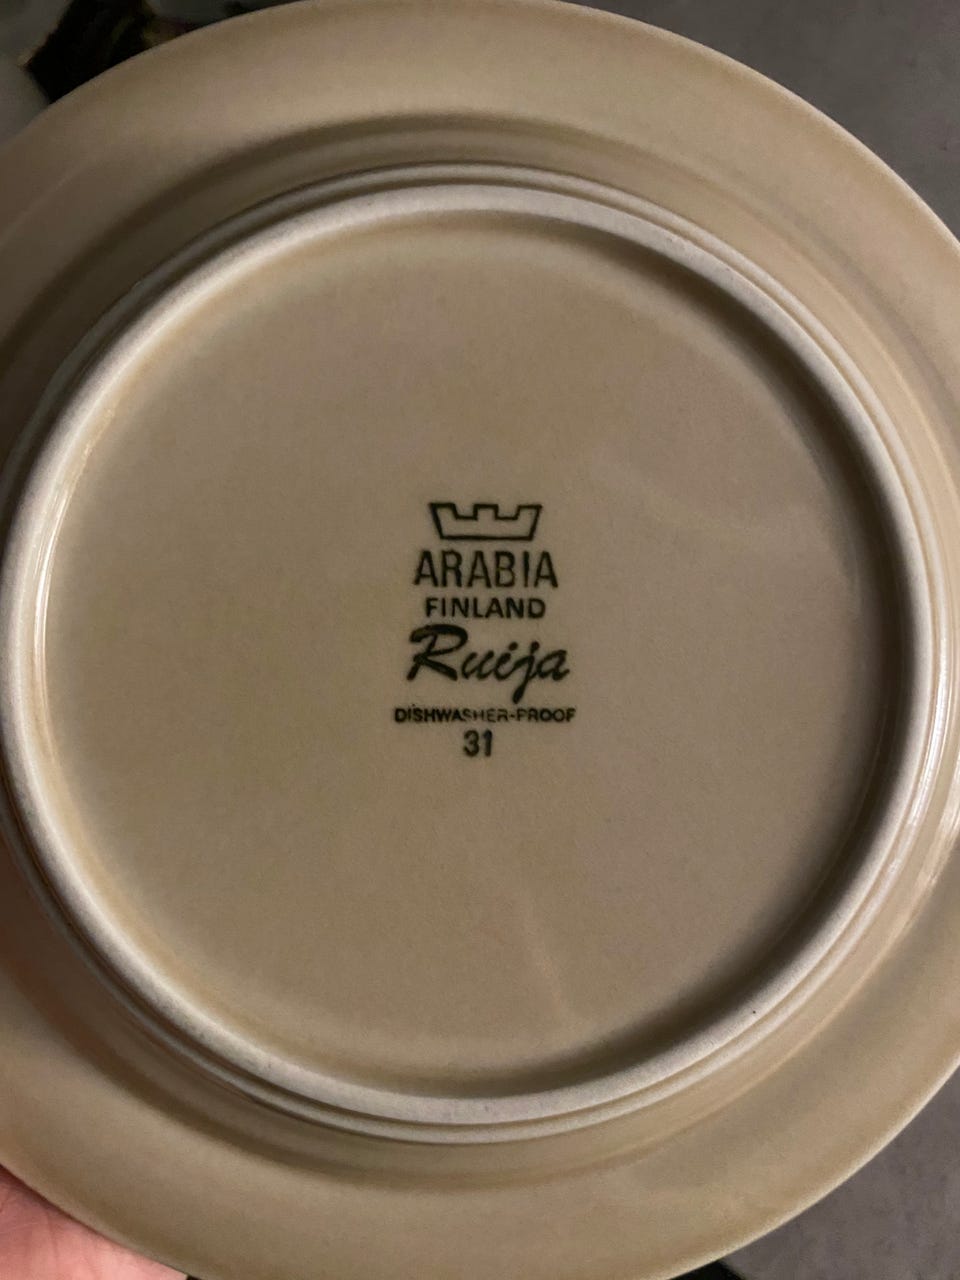 ARABIA
FINLAND
Ruija
DISHWASHER-PROOF
31